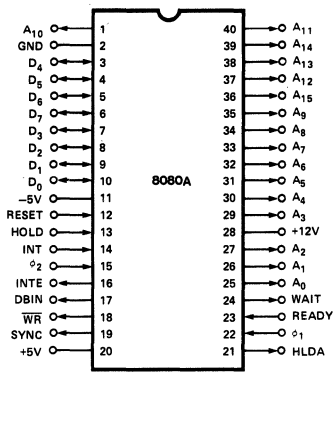 A10 1 40 A11
GND 2 39 A14
D4 3 38 A13
D5 4 37 A12
D6 5 36 A15
D7 6 35 A9
D3 7 34 A8
D2 8 33 A7
D1 9 32 A6
D0 10 8080A 31 A5
−5V 11 30 A4
RESET 12 29 A3
HOLD 13 28 +12V
INT 14 27 A2
ϕ2 15 26 A1
INTE 16 25 A0
DBIN 17 24 WAIT
W̅R̅ 18 23 READY
SYNC 19 22 ϕ1
+5V 20 21 HLDA